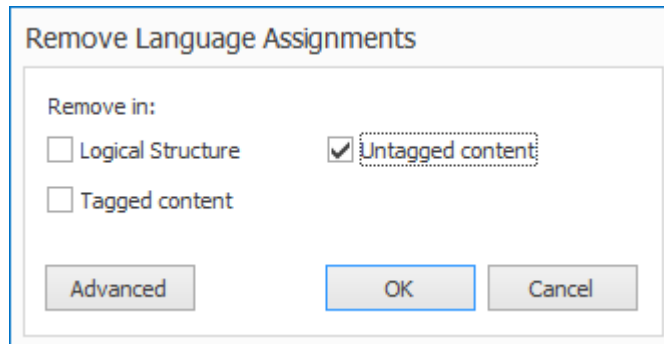 Remove Language Assignments
Remove in:
Logical Structure
Untagged content
Tagged content
Advanced
OK
Cancel